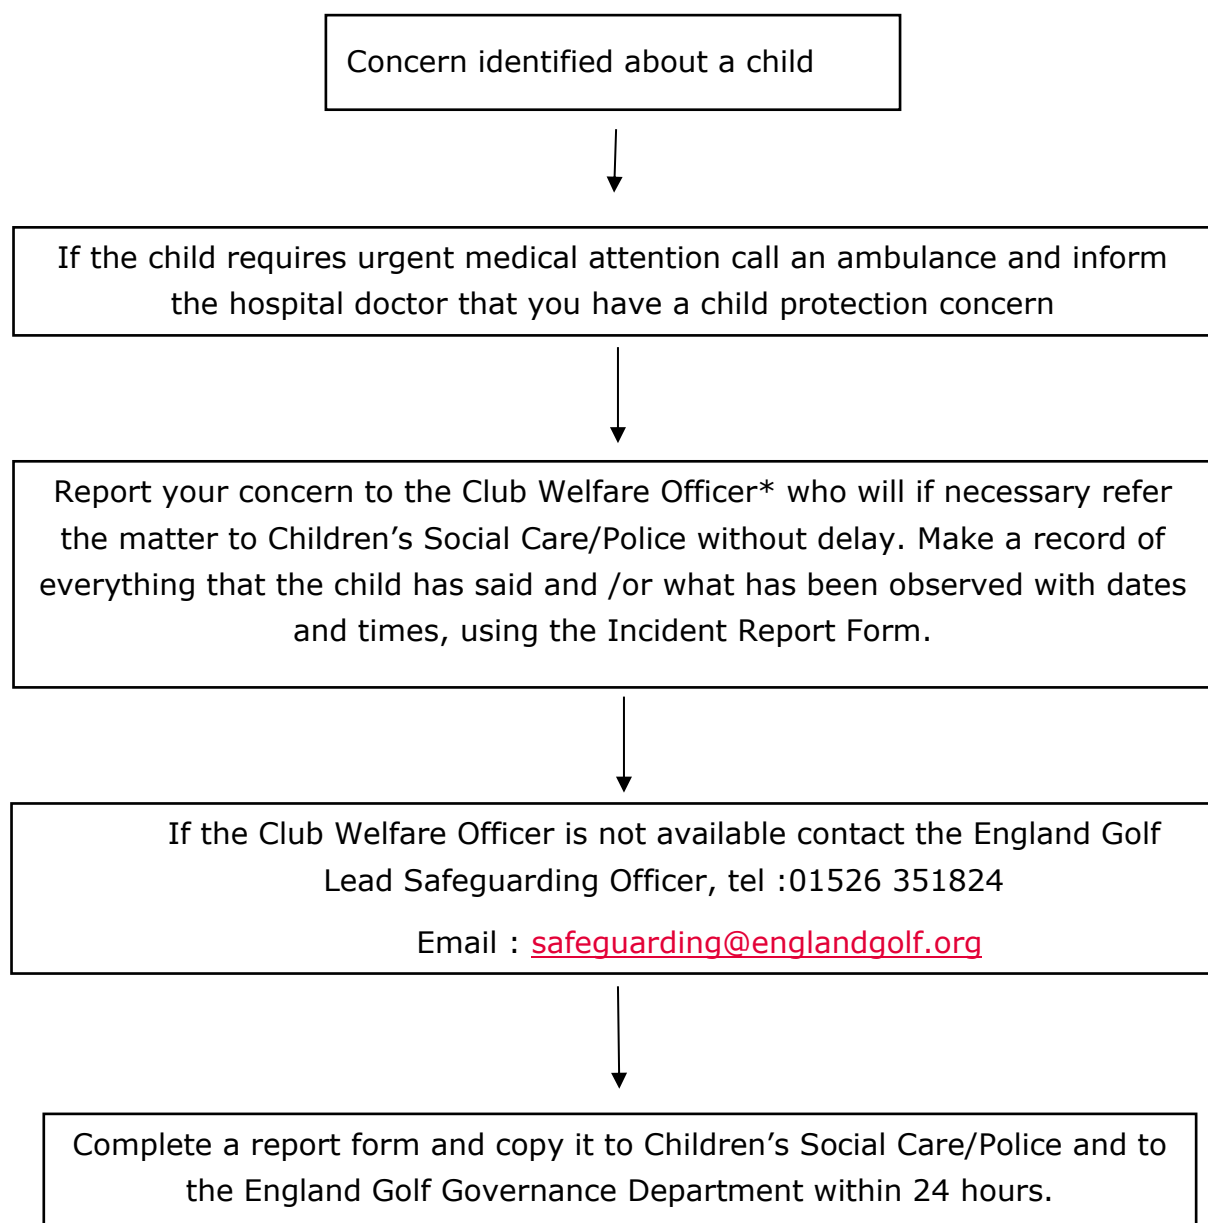 Concern identified about a child
If the child requires urgent medical attention call an ambulance and inform
the hospital doctor that you have a child protection concern
Report your concern to the Club Welfare Officer* who will if necessary refer
the matter to Children’s Social Care/Police without delay. Make a record of
everything that the child has said and /or what has been observed with dates
and times, using the Incident Report Form.
If the Club Welfare Officer is not available contact the England Golf
Lead Safeguarding Officer, tel :01526 351824
Email : safeguarding@englandgolf.org
Complete a report form and copy it to Children’s Social Care/Police and to
the England Golf Governance Department within 24 hours.